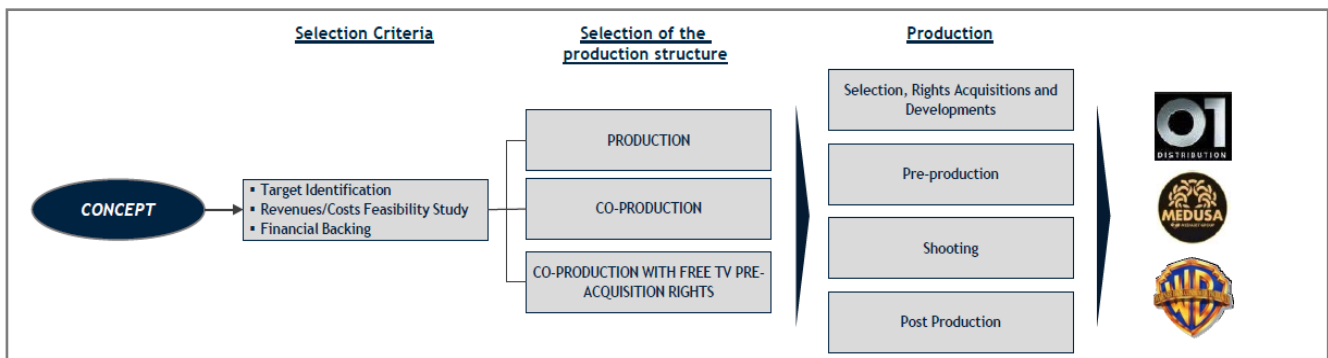 Selection Criteria
Selection of the
production structure
Production
CONCEPT
▪ Target Identification
▪ Revenues/Costs Feasibility Study
▪ Financial Backing
PRODUCTION
CO-PRODUCTION
CO-PRODUCTION WITH FREE TV PRE-
ACQUISITION RIGHTS
Selection, Rights Acquisitions and
Developments
Pre-production
Shooting
Post Production
01
DISTRIBUTION
MEDUSA
WB